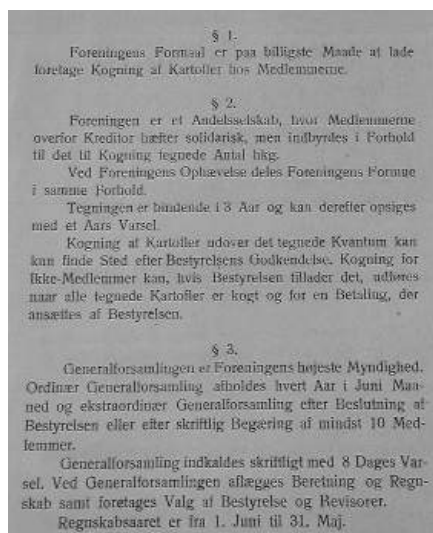 § 1.
Foreningens Formaal er paa billigste Maade at lade
foretage Kogning af Kartofler hos Medlemmerne.
§ 2.
Foreningen er et Andelsselskab, hvor Medlemmerne
overfor Kreditor hæfter solidarisk, men indbyrdes i Forhold
til det til Kogning tegnede Antal hkg.
Ved Foreningens Ophævelse deles Foreningens Formue
i samme Forhold.
Tegningen er bindende i 3 Aar og kan derefter opsiges
med et Aars Varsel.
Kogning af Kartofler udover det tegnede Kvantum kan
kun finde Sted efter Bestyrelsens Godkendelse. Kogning for
Ikke-Medlemmer kan, hvis Bestyrelsen tillader det, udføres
naar alle tegnede Kartofler er kogt og for en Betaling, der
ansættes af Bestyrelsen.
§ 3.
Generalforsamlingen er Foreningens højeste Myndighed.
Ordinær Generalforsamling afholdes hvert Aar i Juni Maa-
ned og ekstraordinær Generalforsamling efter Beslutning af
Bestyrelsen eller efter skriftlig Begæring af mindst 10 Med-
lemmer.
Generalforsamling indkaldes skriftligt med 8 Dages Var-
sel. Ved Generalforsamlingen aflægges Beretning og Regn-
skab samt foretages Valg af Bestyrelse og Revisorer.
Regnskabsaaret er fra 1. Juni til 31. Maj.